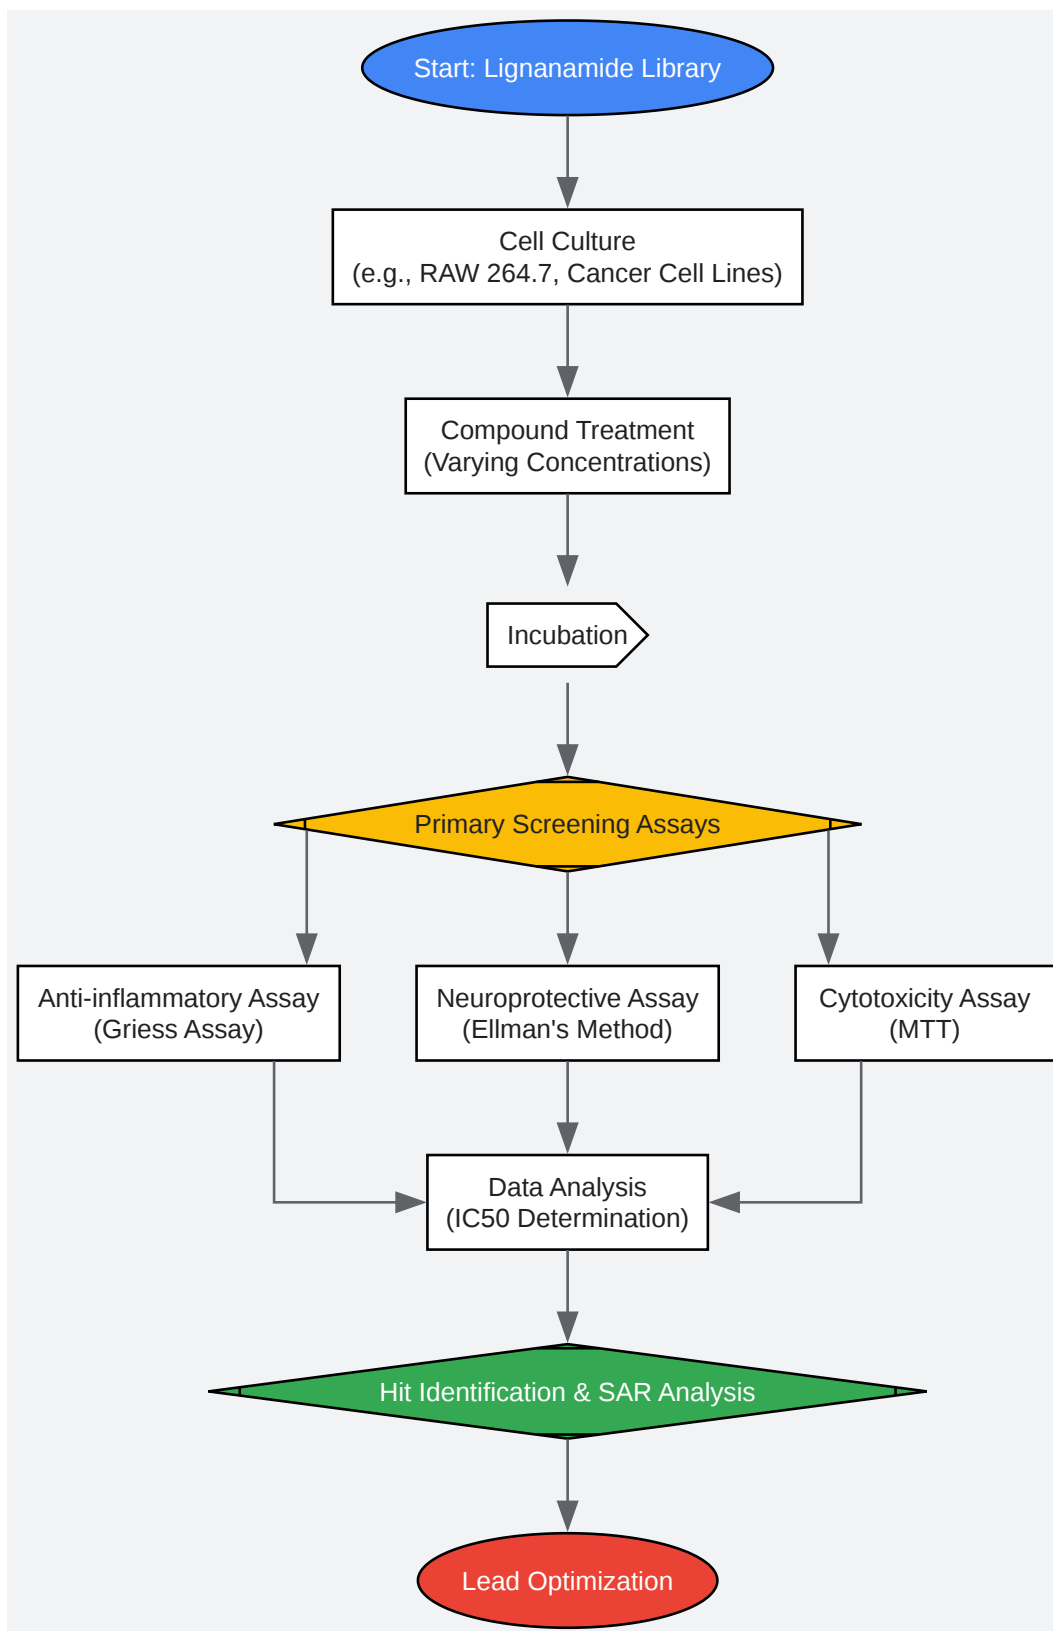 Start: Lignanamide Library
Cell Culture
(e.g., RAW 264.7, Cancer Cell Lines)
Compound Treatment
(Varying Concentrations)
Incubation
Primary Screening Assays
Anti-inflammatory Assay
(Griess Assay)
Neuroprotective Assay
(Ellman's Method)
Cytotoxicity Assay
(MTT)
Data Analysis
(IC50 Determination)
Hit Identification & SAR Analysis
Lead Optimization